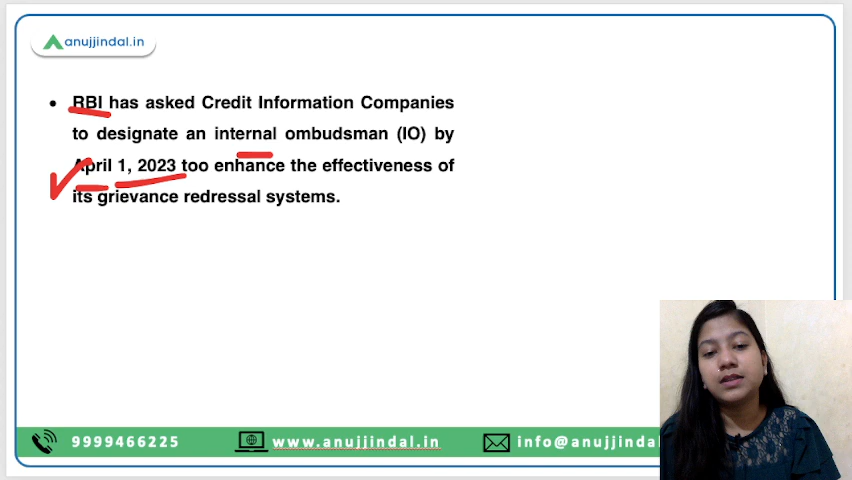 anujjindal.in
• RBI has asked Credit Information Companies
to designate an internal ombudsman (IO) by
April 1, 2023 too enhance the effectiveness of
its grievance redressal systems.
9999466225 www.anujjindal.in info@anujjindal